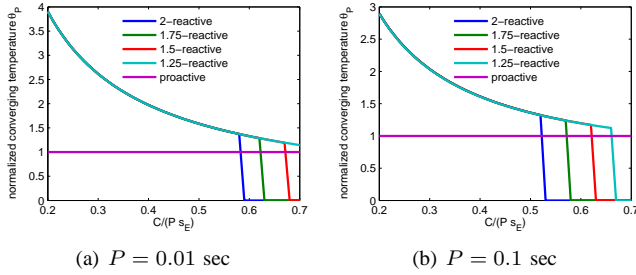 normalized converging temperature θP
4
3.5
3
2.5
2
1.5
1
0.5
0
2-reactive
1.75-reactive
1.5-reactive
1.25-reactive
proactive
0.2 0.3 0.4 0.5 0.6 0.7
C/(P sE)
(a) P = 0.01 sec
normalized converging temperature θP
3
2.5
2
1.5
1
0.5
0
2-reactive
1.75-reactive
1.5-reactive
1.25-reactive
proactive
0.2 0.3 0.4 0.5 0.6 0.7
C/(P sE)
(b) P = 0.1 sec